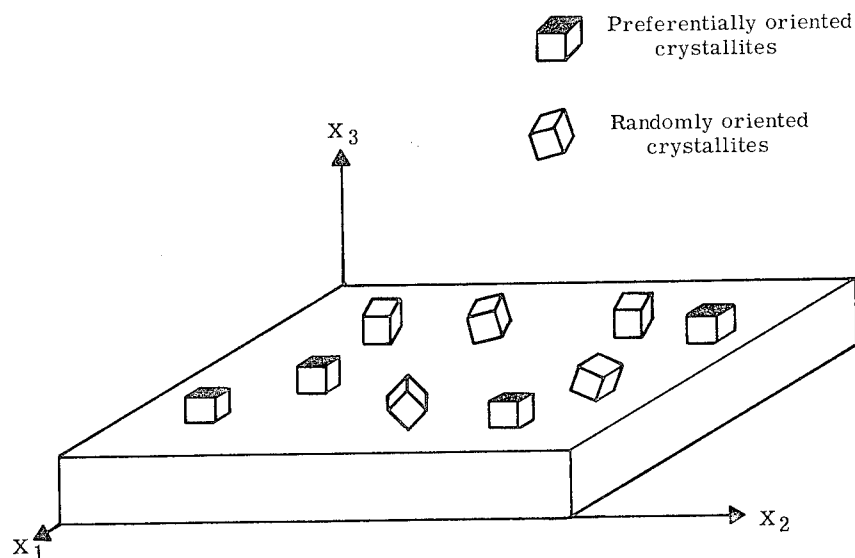 Preferentially oriented
crystallites
Randomly oriented
crystallites
X3
X2
X1